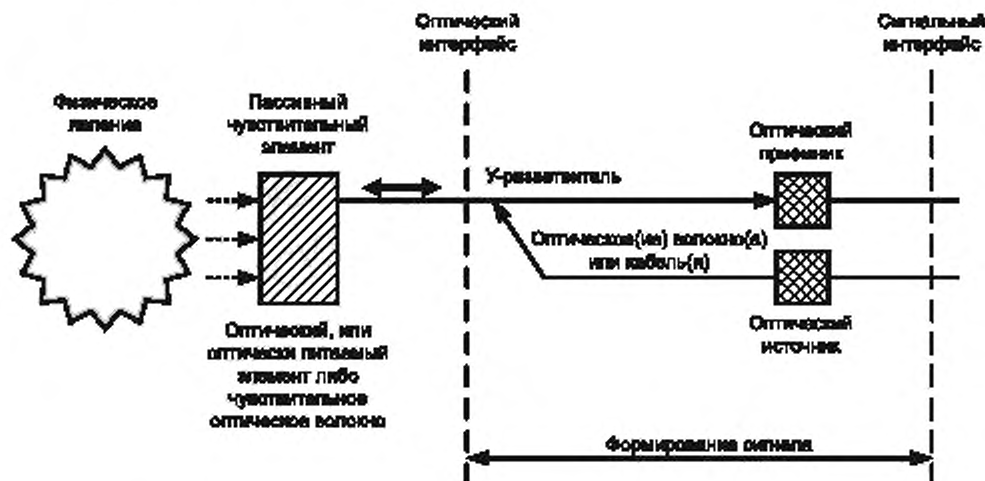 Оптический
интерфейс
Сигнальный
интерфейс
Физическое
явление
Пассивный
чувствительный
элемент
Оптический
приемник
У-разветвитель
Оптическое(ие) волокно(а)
или кабель(и)
Оптический
источник
Оптический, или
оптически питаемый
элемент либо
чувствительное
оптическое волокно
Формирование сигнала